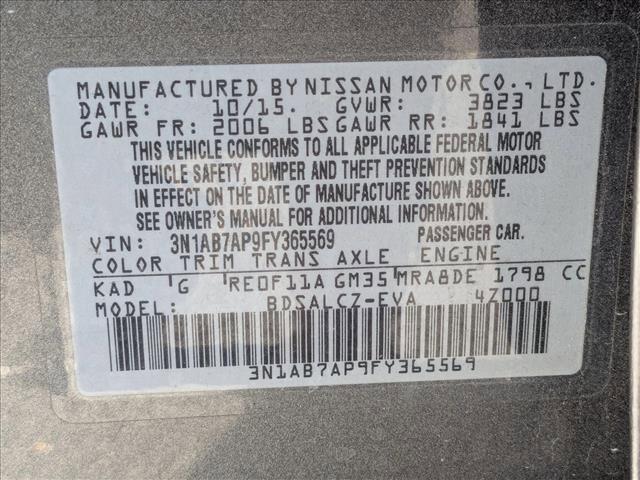 MANUFACTURED BY NISSAN MOTOR CO., LTD.
DATE: 10/15. GVWR: 3823 LBS
GAWR FR: 2006 LBS GAWR RR: 1841 LBS
THIS VEHICLE CONFORMS TO ALL APPLICABLE FEDERAL MOTOR
VEHICLE SAFETY, BUMPER AND THEFT PREVENTION STANDARDS
IN EFFECT ON THE DATE OF MANUFACTURE SHOWN ABOVE.
SEE OWNER'S MANUAL FOR ADDITIONAL INFORMATION.
VIN: 3N1AB7AP9FY365569 PASSENGER CAR.
COLOR TRIM TRANS AXLE ENGINE
KAD G RE0F11A GM35 MRA8DE 1798 CC
MODEL: BDSALCZ-EVA 4Z000
3N1AB7AP9FY365569